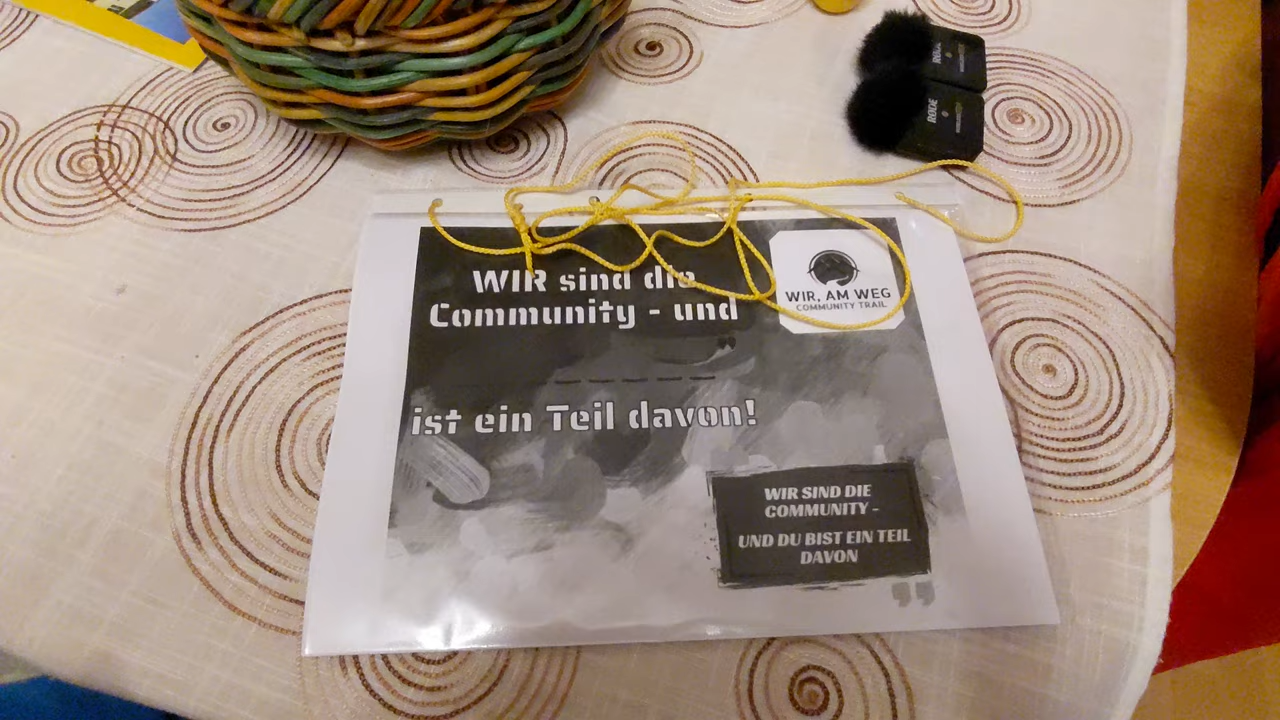 RØDE
RØDE
WIR sind die
Community - und
WIR, AM WEG
COMMUNITY TRAIL
ist ein Teil davon!
WIR SIND DIE
COMMUNITY -
UND DU BIST EIN TEIL
DAVON